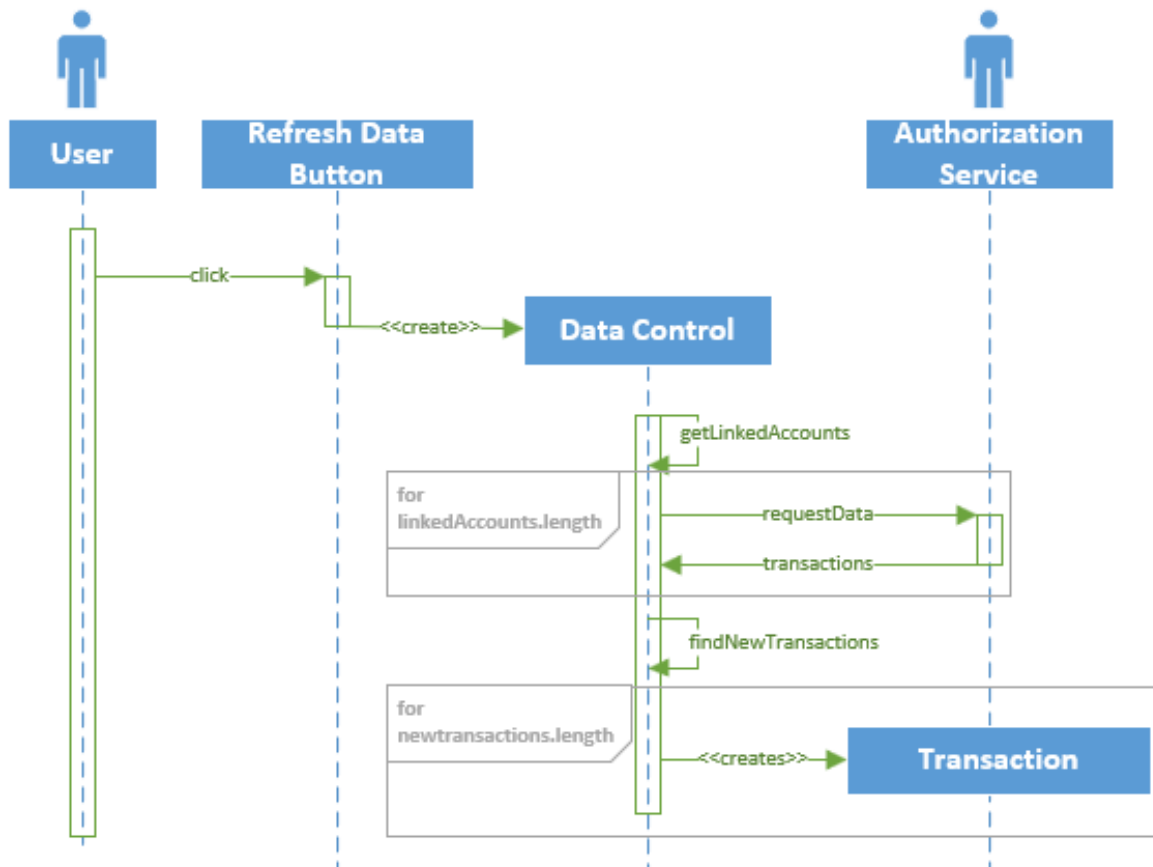 User
Refresh Data
Button
Authorization
Service
click
<<create>>
Data Control
getLinkedAccounts
for
linkedAccounts.length
requestData
transactions
findNewTransactions
for
newtransactions.length
<<creates>>
Transaction